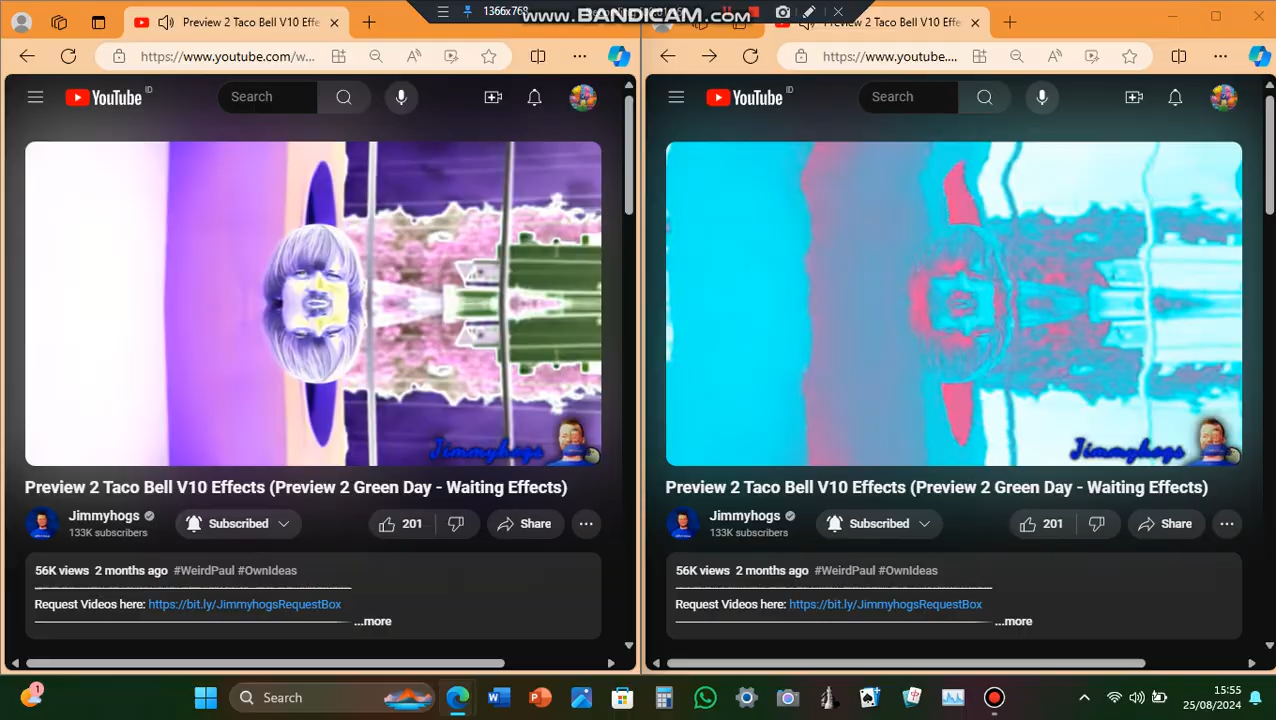 Preview 2 Taco Bell V10 Effe
1366x768
www.BANDICAM.com
Preview 2 Taco Bell V10 Effe
https://www.youtube.com/w...
https://www.youtube....
YouTube ID
Search
YouTube ID
Search
Jimmyhogs
Jimmyhogs
Preview 2 Taco Bell V10 Effects (Preview 2 Green Day - Waiting Effects)
Jimmyhogs
133K subscribers
Subscribed
201
Share
56K views 2 months ago #WeirdPaul #OwnIdeas
Request Videos here: https://bit.ly/JimmyhogsRequestBox
...more
Preview 2 Taco Bell V10 Effects (Preview 2 Green Day - Waiting Effects)
Jimmyhogs
133K subscribers
Subscribed
201
Share
56K views 2 months ago #WeirdPaul #OwnIdeas
Request Videos here: https://bit.ly/JimmyhogsRequestBox
...more
1
Search
15:55
25/08/2024